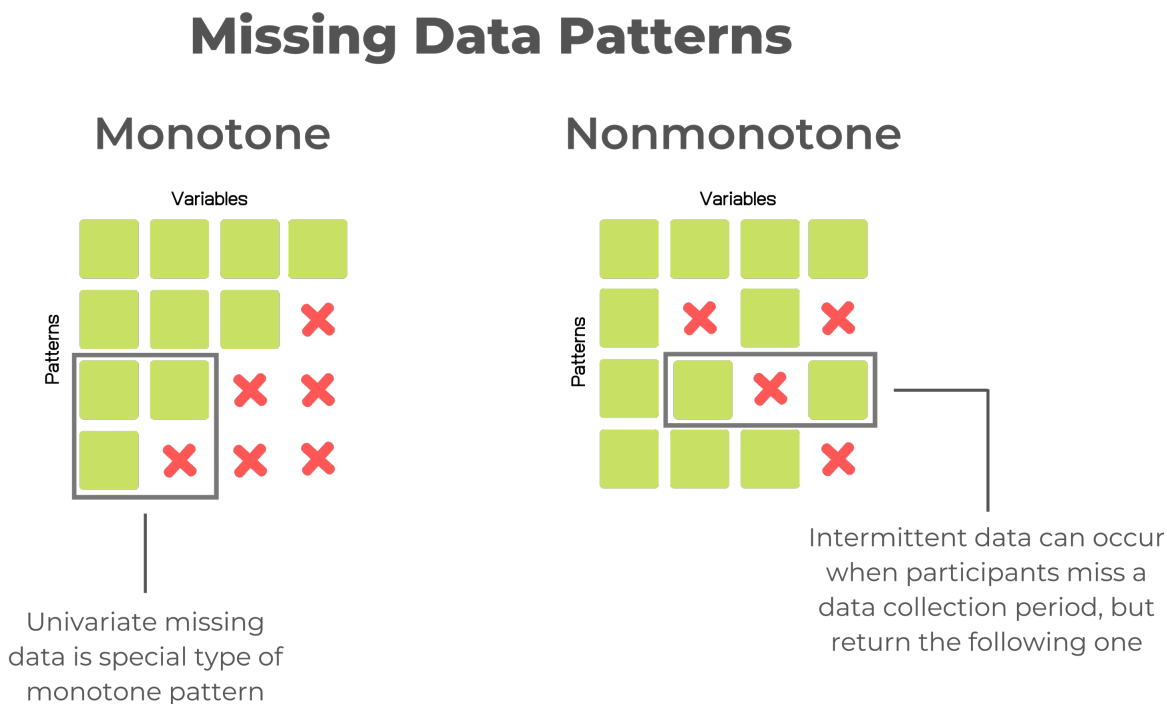 Missing Data Patterns
Monotone
Nonmonotone
Variables
Variables
Patterns
Patterns
Univariate missing
data is special type of
monotone pattern
Intermittent data can occur
when participants miss a
data collection period, but
return the following one